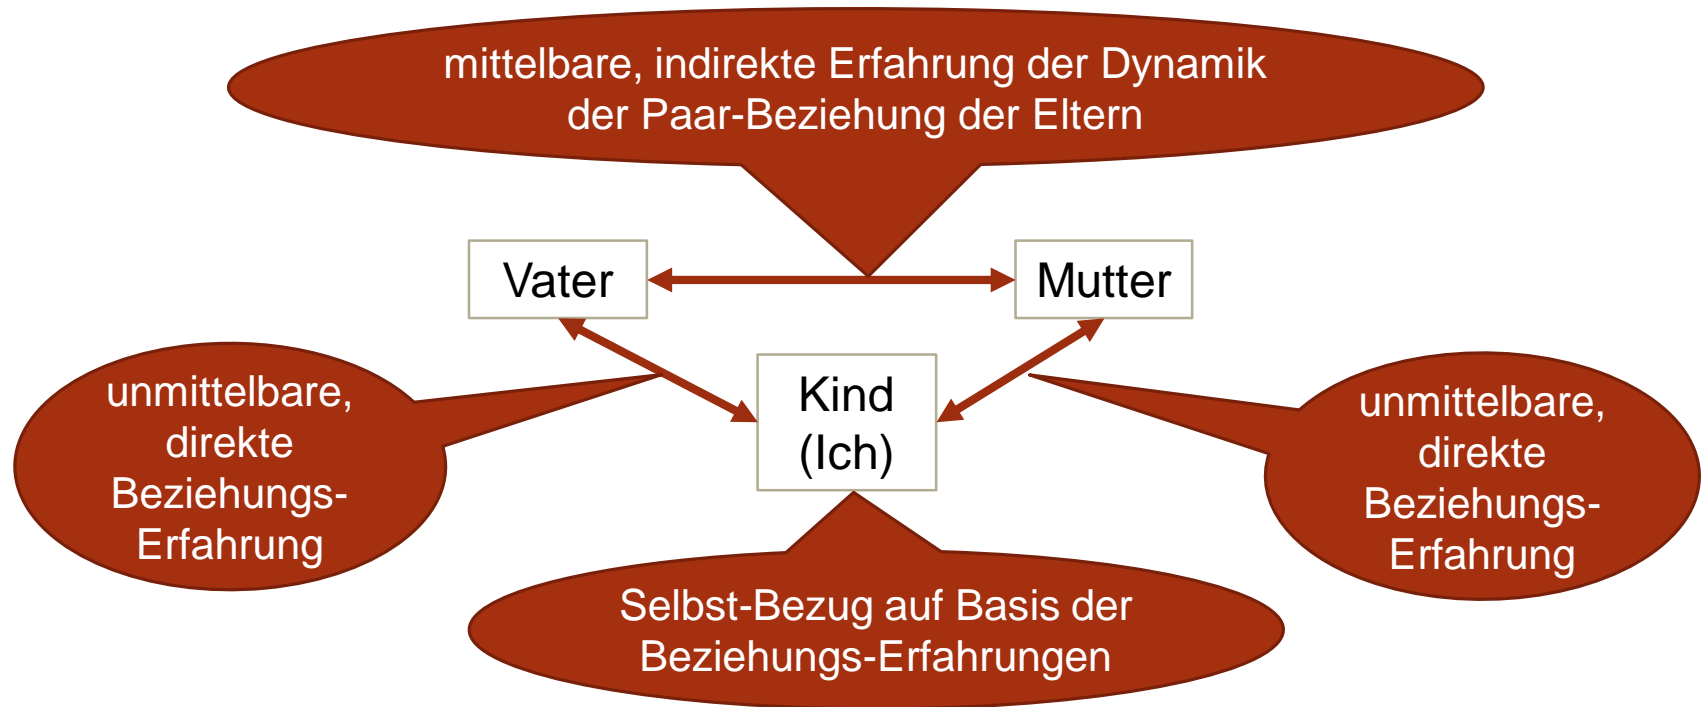 mittelbare, indirekte Erfahrung der Dynamik
der Paar-Beziehung der Eltern
Vater
Mutter
Kind
(Ich)
unmittelbare,
direkte
Beziehungs-
Erfahrung
unmittelbare,
direkte
Beziehungs-
Erfahrung
Selbst-Bezug auf Basis der
Beziehungs-Erfahrungen